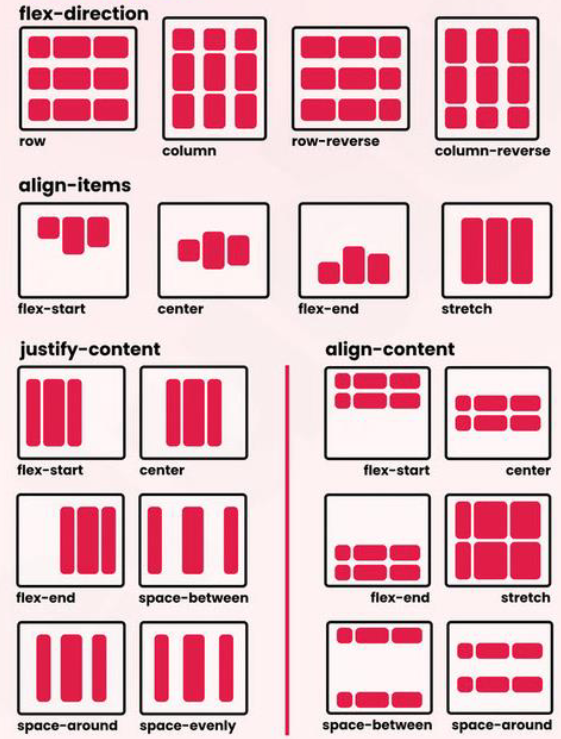 flex-direction
row
column
row-reverse
column-reverse
align-items
flex-start
center
flex-end
stretch
justify-content
flex-start
center
flex-end
space-between
space-around
space-evenly
align-content
flex-start
center
flex-end
stretch
space-between
space-around